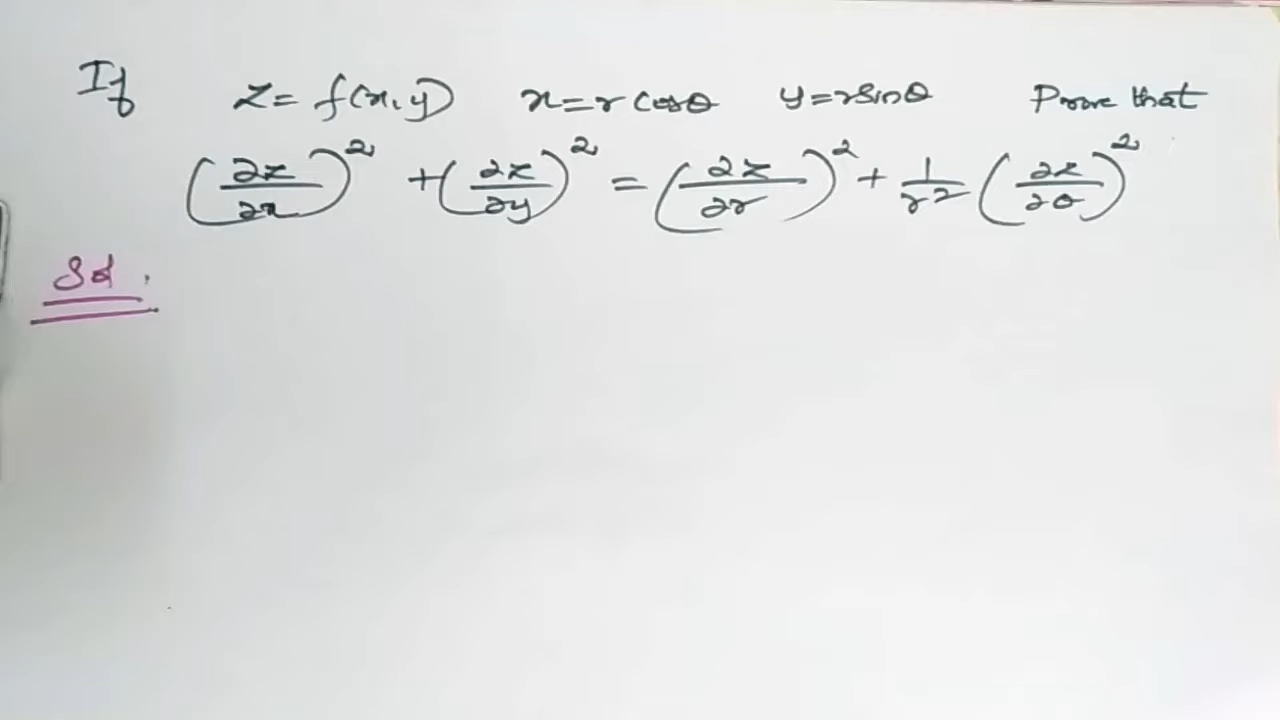 If z = f(x,y) x = r cosθ y = r sinθ Prove that
(∂z/∂x)² + (∂z/∂y)² = (∂z/∂r)² + 1/r² (∂z/∂θ)²
Sol.